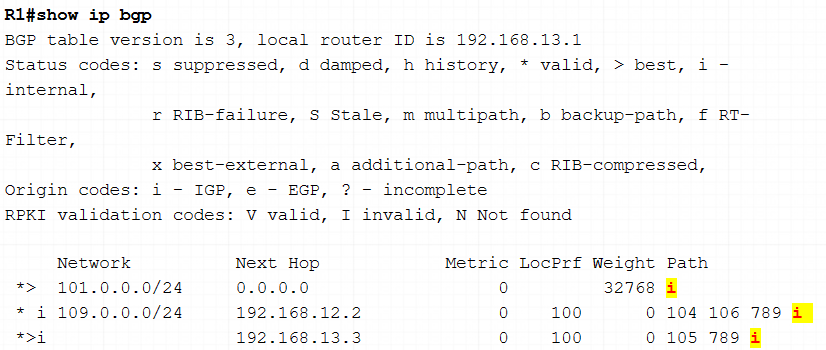 R1#show ip bgp
BGP table version is 3, local router ID is 192.168.13.1
Status codes: s suppressed, d damped, h history, * valid, > best, i -
internal,
              r RIB-failure, S Stale, m multipath, b backup-path, f RT-
Filter,
              x best-external, a additional-path, c RIB-compressed,
Origin codes: i - IGP, e - EGP, ? - incomplete
RPKI validation codes: V valid, I invalid, N Not found
     Network          Next Hop            Metric LocPrf Weight Path
 *>  101.0.0.0/24     0.0.0.0                  0         32768 i
 * i 109.0.0.0/24     192.168.12.2             0    100      0 104 106 789 i
 *>i                  192.168.13.3             0    100      0 105 789 i